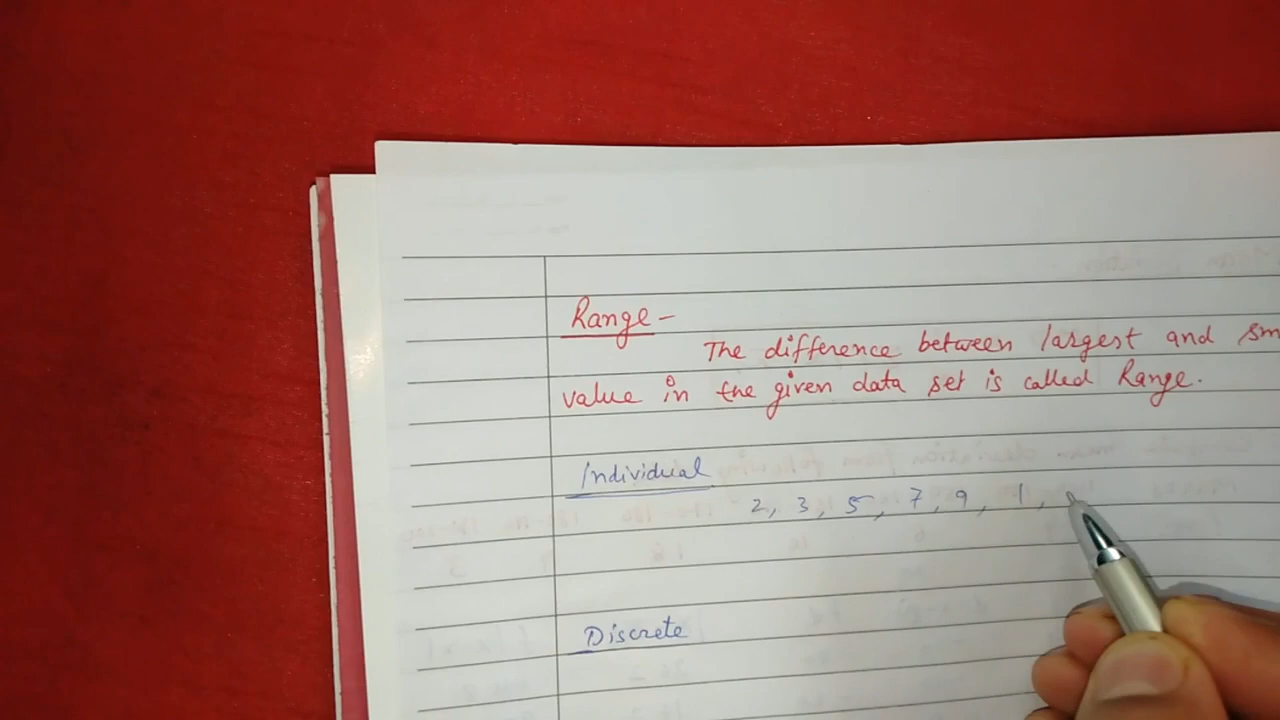 Range -
The difference between largest and sm
value in the given data set is called Range.
Individual
2, 3, 5, 7, 9, 1,
Discrete